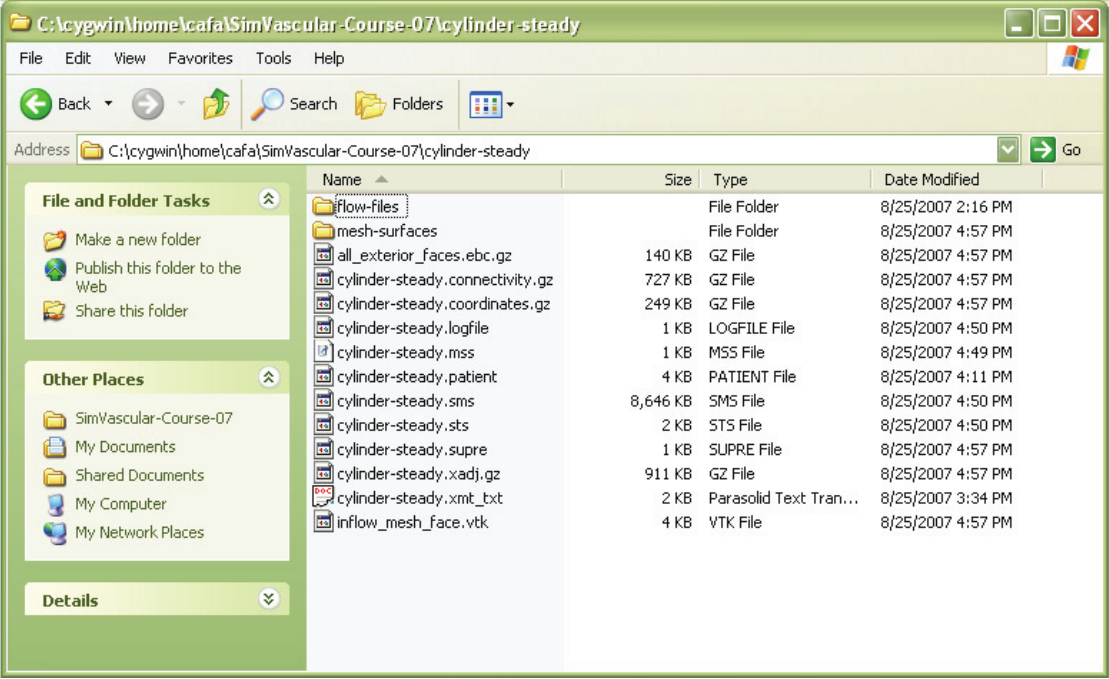 C:\cygwin\home\cafa\SimVascular-Course-07\cylinder-steady
File Edit View Favorites Tools Help
Back Search Folders
Address C:\cygwin\home\cafa\SimVascular-Course-07\cylinder-steady Go
File and Folder Tasks
Make a new folder
Publish this folder to the
Web
Share this folder
Other Places
SimVascular-Course-07
My Documents
Shared Documents
My Computer
My Network Places
Details
Name Size Type Date Modified
flow-files File Folder 8/25/2007 2:16 PM
mesh-surfaces File Folder 8/25/2007 4:57 PM
all_exterior_faces.ebc.gz 140 KB GZ File 8/25/2007 4:57 PM
cylinder-steady.connectivity.gz 727 KB GZ File 8/25/2007 4:57 PM
cylinder-steady.coordinates.gz 249 KB GZ File 8/25/2007 4:57 PM
cylinder-steady.logfile 1 KB LOGFILE File 8/25/2007 4:50 PM
cylinder-steady.mss 1 KB MSS File 8/25/2007 4:49 PM
cylinder-steady.patient 4 KB PATIENT File 8/25/2007 4:11 PM
cylinder-steady.sms 8,646 KB SMS File 8/25/2007 4:50 PM
cylinder-steady.sts 2 KB STS File 8/25/2007 4:50 PM
cylinder-steady.supre 1 KB SUPRE File 8/25/2007 4:57 PM
cylinder-steady.xadj.gz 911 KB GZ File 8/25/2007 4:57 PM
cylinder-steady.xmt_txt 2 KB Parasolid Text Tran... 8/25/2007 3:34 PM
inflow_mesh_face.vtk 4 KB VTK File 8/25/2007 4:57 PM